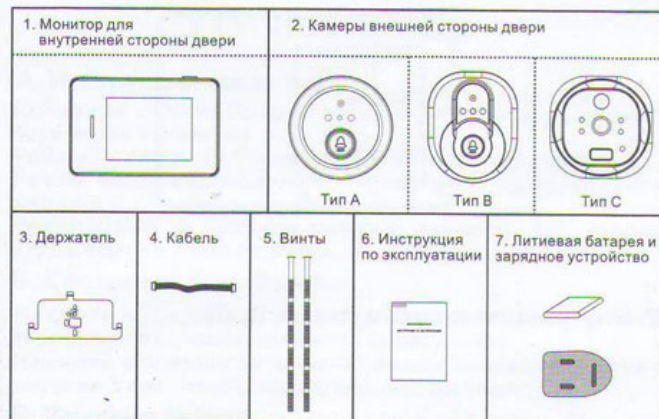 1. Монитор для
внутренней стороны двери
2. Камеры внешней стороны двери
Тип А
Тип В
Тип С
3. Держатель
4. Кабель
5. Винты
6. Инструкция
по эксплуатации
7. Литиевая батарея и
зарядное устройство